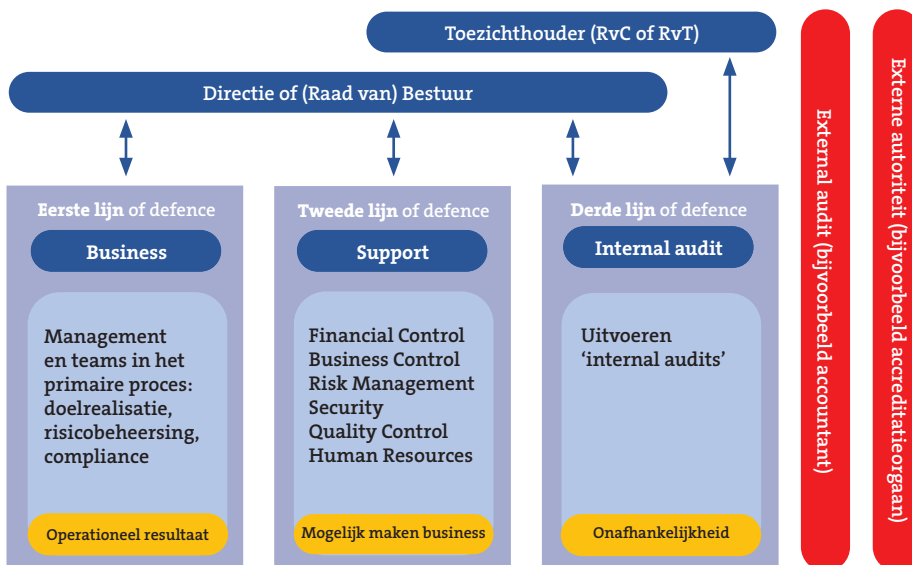 Toezichthouder (RvC of RvT)
Directie of (Raad van) Bestuur
Eerste lijn of defence
Business
Management
en teams in het
primaire proces:
doelrealisatie,
risicobeheersing,
compliance
Operationeel resultaat
Tweede lijn of defence
Support
Financial Control
Business Control
Risk Management
Security
Quality Control
Human Resources
Mogelijk maken business
Derde lijn of defence
Internal audit
Uitvoeren
‘internal audits’
Onafhankelijkheid
External audit (bijvoorbeeld accountant)
Externe autoriteit (bijvoorbeeld accreditatieorgaan)